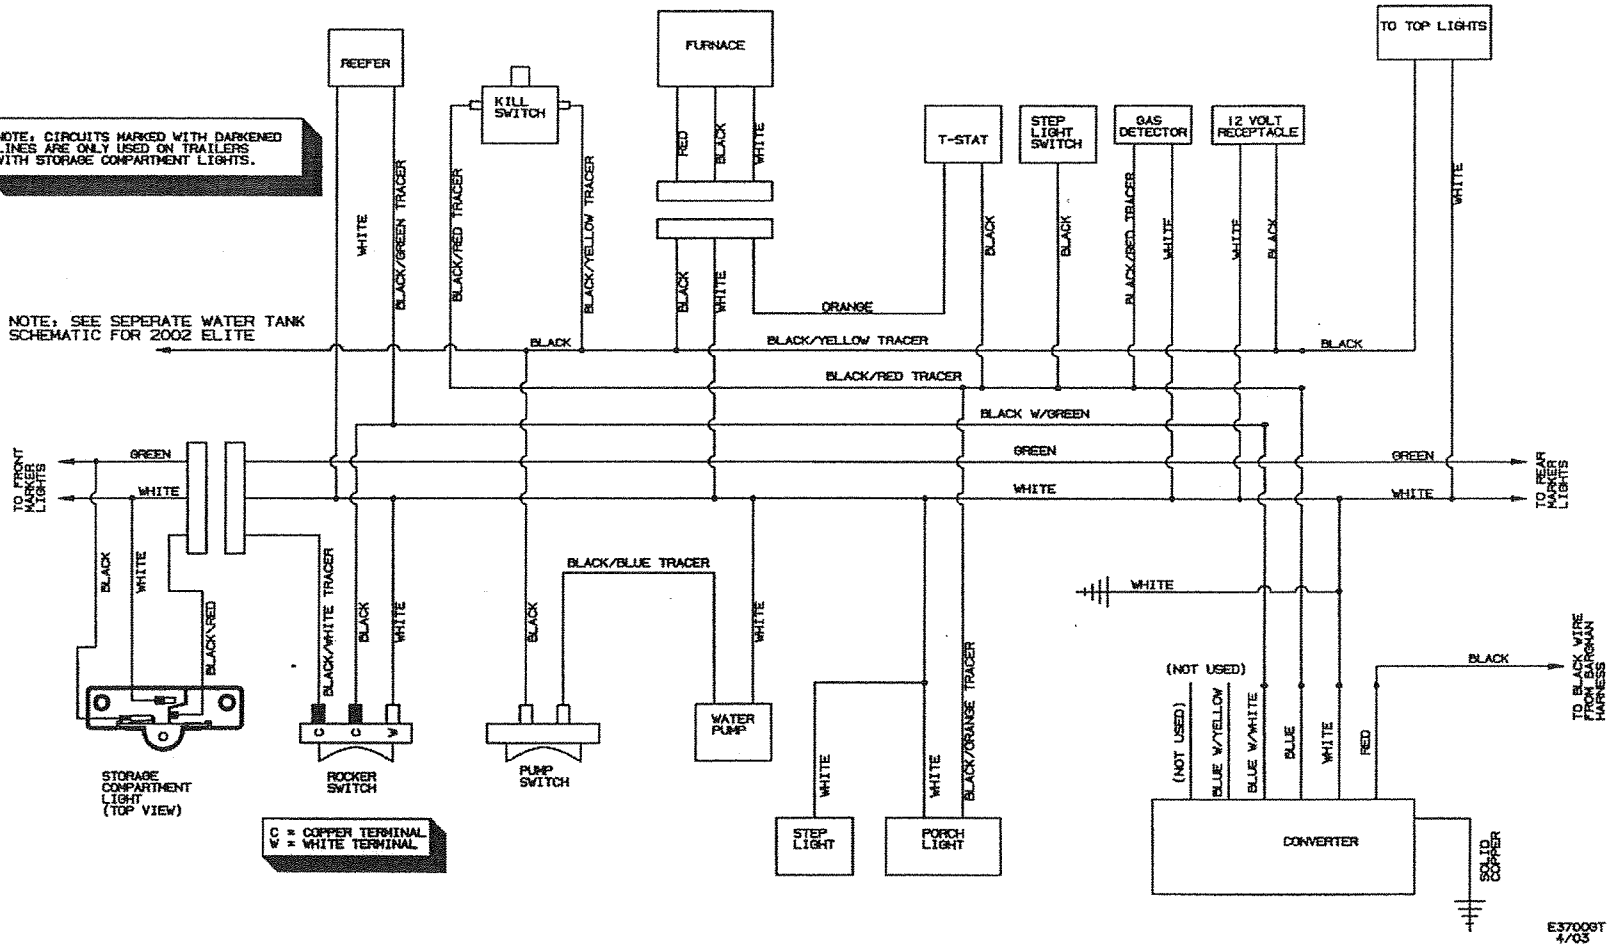 REEFER
KILL
SWITCH
FURNACE
TO TOP LIGHTS
T-STAT
STEP
LIGHT
SWITCH
GAS
DETECTOR
12 VOLT
RECEPTACLE
NOTE: CIRCUITS MARKED WITH DARKENED
LINES ARE ONLY USED ON TRAILERS
WITH STORAGE COMPARTMENT LIGHTS.
WHITE
BLACK/GREEN TRACER
BLACK/RED TRACER
BLACK/YELLOW TRACER
RED
BLACK
WHITE
BLACK
WHITE
ORANGE
BLACK
BLACK
BLACK/RED TRACER
WHITE
WHITE
BLACK
WHITE
NOTE: SEE SEPERATE WATER TANK
SCHEMATIC FOR 2002 ELITE
BLACK
BLACK/YELLOW TRACER
BLACK
BLACK/RED TRACER
BLACK W/GREEN
TO FRONT
MARKER
LIGHTS
GREEN
GREEN
GREEN
WHITE
WHITE
WHITE
TO REAR
MARKER
LIGHTS
BLACK
WHITE
BLACK\RED
BLACK/WHITE TRACER
BLACK
WHITE
BLACK
BLACK/BLUE TRACER
WHITE
WHITE
BLACK/ORANGE TRACER
WHITE
WHITE
(NOT USED)
(NOT USED)
BLUE W/YELLOW
BLUE W/WHITE
BLUE
WHITE
RED
BLACK
TO BLACK WIRE
FROM BARGMAN
HARNESS
STORAGE
COMPARTMENT
LIGHT
(TOP VIEW)
C
C
W
ROCKER
SWITCH
C = COPPER TERMINAL
W = WHITE TERMINAL
PUMP
SWITCH
WATER
PUMP
STEP
LIGHT
PORCH
LIGHT
CONVERTER
SOLID
COPPER
E3700GT
4/03